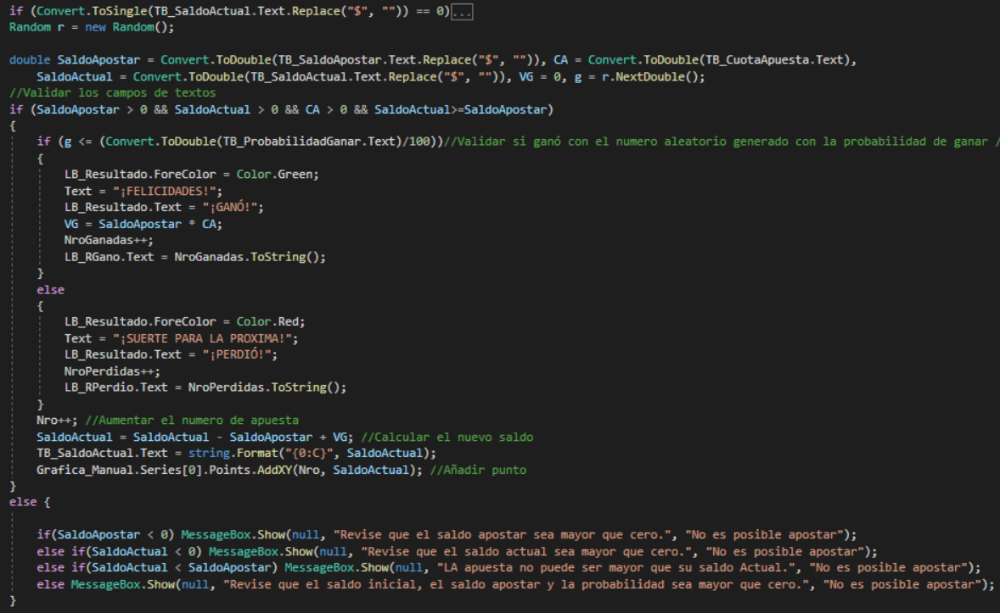 if (Convert.ToSingle(TB_SaldoActual.Text.Replace("$", "")) == 0)...
Random r = new Random();
double SaldoApostar = Convert.ToDouble(TB_SaldoApostar.Text.Replace("$", "")), CA = Convert.ToDouble(TB_CuotaApuesta.Text),
SaldoActual = Convert.ToDouble(TB_SaldoActual.Text.Replace("$", "")), VG = 0, g = r.NextDouble();
//Validar los campos de textos
if (SaldoApostar > 0 && SaldoActual > 0 && CA > 0 && SaldoActual>=SaldoApostar)
{
if (g <= (Convert.ToDouble(TB_ProbabilidadGanar.Text)/100))//Validar si ganó con el numero aleatorio generado con la probabilidad de ganar /
{
LB_Resultado.ForeColor = Color.Green;
Text = "¡FELICIDADES!";
LB_Resultado.Text = "¡GANÓ!";
VG = SaldoApostar * CA;
NroGanadas++;
LB_RGano.Text = NroGanadas.ToString();
}
else
{
LB_Resultado.ForeColor = Color.Red;
Text = "¡SUERTE PARA LA PROXIMA!";
LB_Resultado.Text = "¡PERDIÓ!";
NroPerdidas++;
LB_RPerdio.Text = NroPerdidas.ToString();
}
Nro++; //Aumentar el numero de apuesta
SaldoActual = SaldoActual - SaldoApostar + VG; //Calcular el nuevo saldo
TB_SaldoActual.Text = string.Format("{0:C}", SaldoActual);
Grafica_Manual.Series[0].Points.AddXY(Nro, SaldoActual); //Añadir punto
}
else {
if(SaldoApostar < 0) MessageBox.Show(null, "Revise que el saldo apostar sea mayor que cero.", "No es posible apostar");
else if(SaldoActual < 0) MessageBox.Show(null, "Revise que el saldo actual sea mayor que cero.", "No es posible apostar");
else if(SaldoActual < SaldoApostar) MessageBox.Show(null, "LA apuesta no puede ser mayor que su saldo Actual.", "No es posible apostar");
else MessageBox.Show(null, "Revise que el saldo inicial, el saldo apostar y la probabilidad sea mayor que cero.", "No es posible apostar");
}